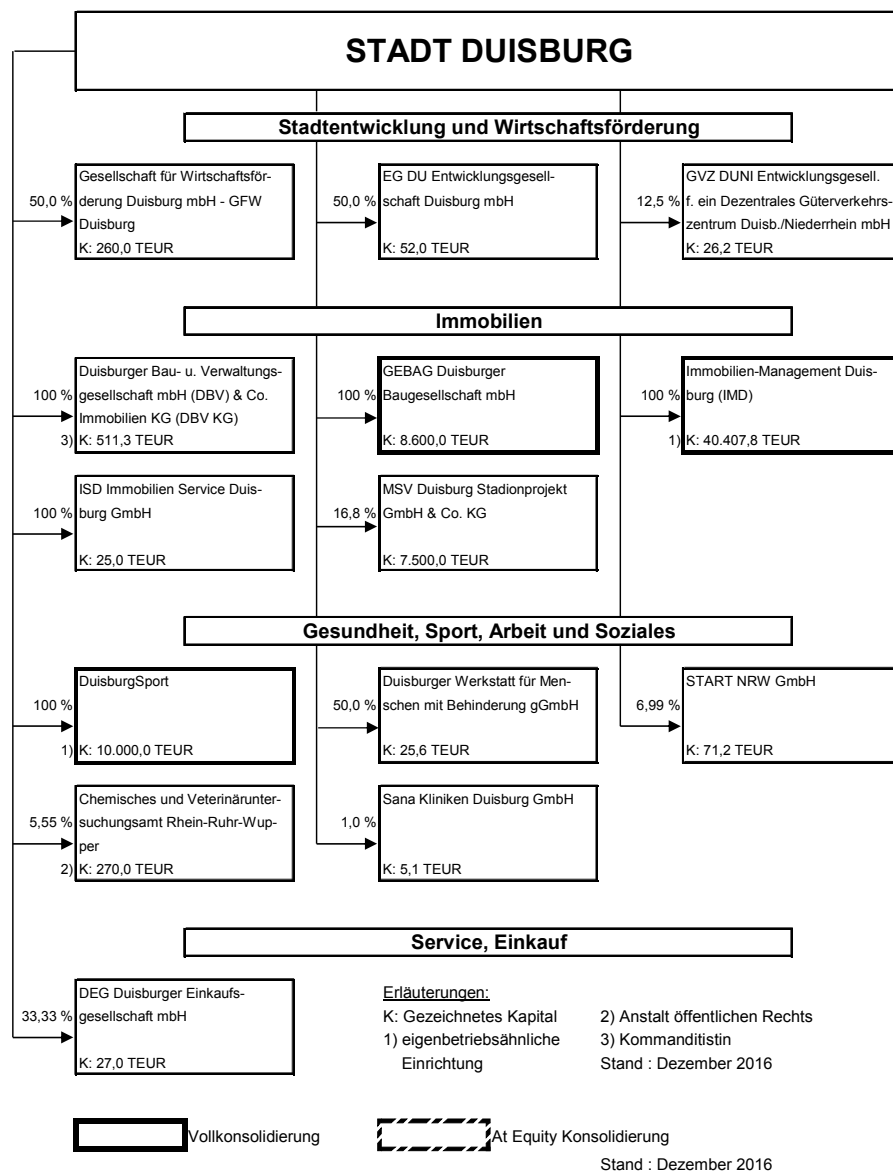 STADT DUISBURG
Stadtentwicklung und Wirtschaftsförderung
50,0 %
Gesellschaft für Wirtschaftsför-
derung Duisburg mbH - GFW
Duisburg
K: 260,0 TEUR
50,0 %
EG DU Entwicklungsgesell-
schaft Duisburg mbH
K: 52,0 TEUR
12,5 %
GVZ DUNI Entwicklungsgesell.
f. ein Dezentrales Güterverkehrs-
zentrum Duisb./Niederrhein mbH
K: 26,2 TEUR
Immobilien
100 %
3)
Duisburger Bau- u. Verwaltungs-
gesellschaft mbH (DBV) & Co.
Immobilien KG (DBV KG)
K: 511,3 TEUR
100 %
GEBAG Duisburger
Baugesellschaft mbH
K: 8.600,0 TEUR
100 %
1)
Immobilien-Management Duis-
burg (IMD)
K: 40.407,8 TEUR
100 %
ISD Immobilien Service Duis-
burg GmbH
K: 25,0 TEUR
16,8 %
MSV Duisburg Stadionprojekt
GmbH & Co. KG
K: 7.500,0 TEUR
Gesundheit, Sport, Arbeit und Soziales
100 %
1)
DuisburgSport
K: 10.000,0 TEUR
50,0 %
Duisburger Werkstatt für Men-
schen mit Behinderung gGmbH
K: 25,6 TEUR
6,99 %
START NRW GmbH
K: 71,2 TEUR
5,55 %
2)
Chemisches und Veterinärunter-
suchungsamt Rhein-Ruhr-Wup-
per
K: 270,0 TEUR
1,0 %
Sana Kliniken Duisburg GmbH
K: 5,1 TEUR
Service, Einkauf
33,33 %
DEG Duisburger Einkaufs-
gesellschaft mbH
K: 27,0 TEUR
Erläuterungen:
K: Gezeichnetes Kapital
1) eigenbetriebsähnliche
Einrichtung
2) Anstalt öffentlichen Rechts
3) Kommanditistin
Stand : Dezember 2016
Vollkonsolidierung
At Equity Konsolidierung
Stand : Dezember 2016